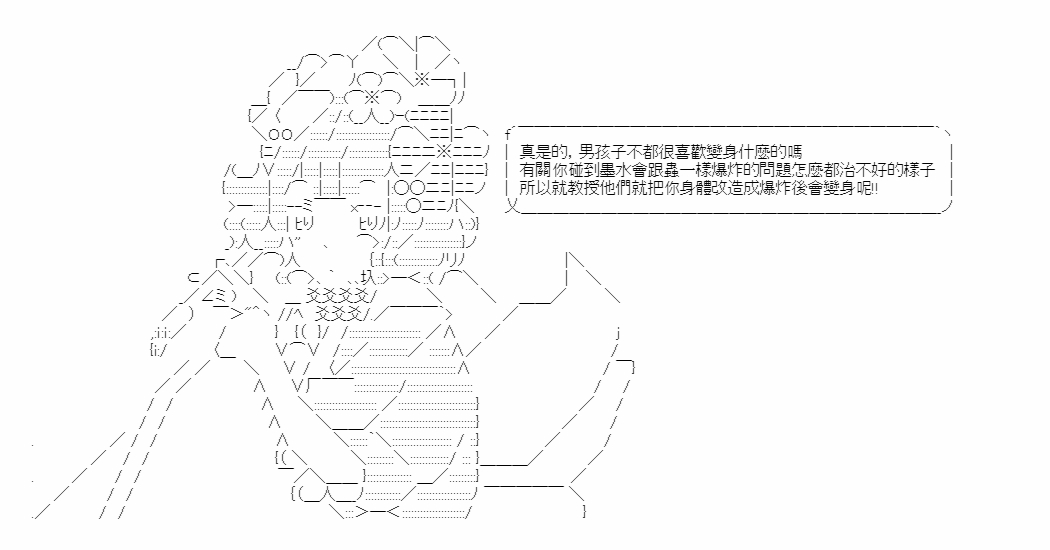 真是的, 男孩子不都很喜歡變身什麼的嗎
有關你碰到墨水會跟蟲一樣爆炸的問題怎麼都治不好的樣子
所以就教授他們就把你身體改造成爆炸後會變身呢!!